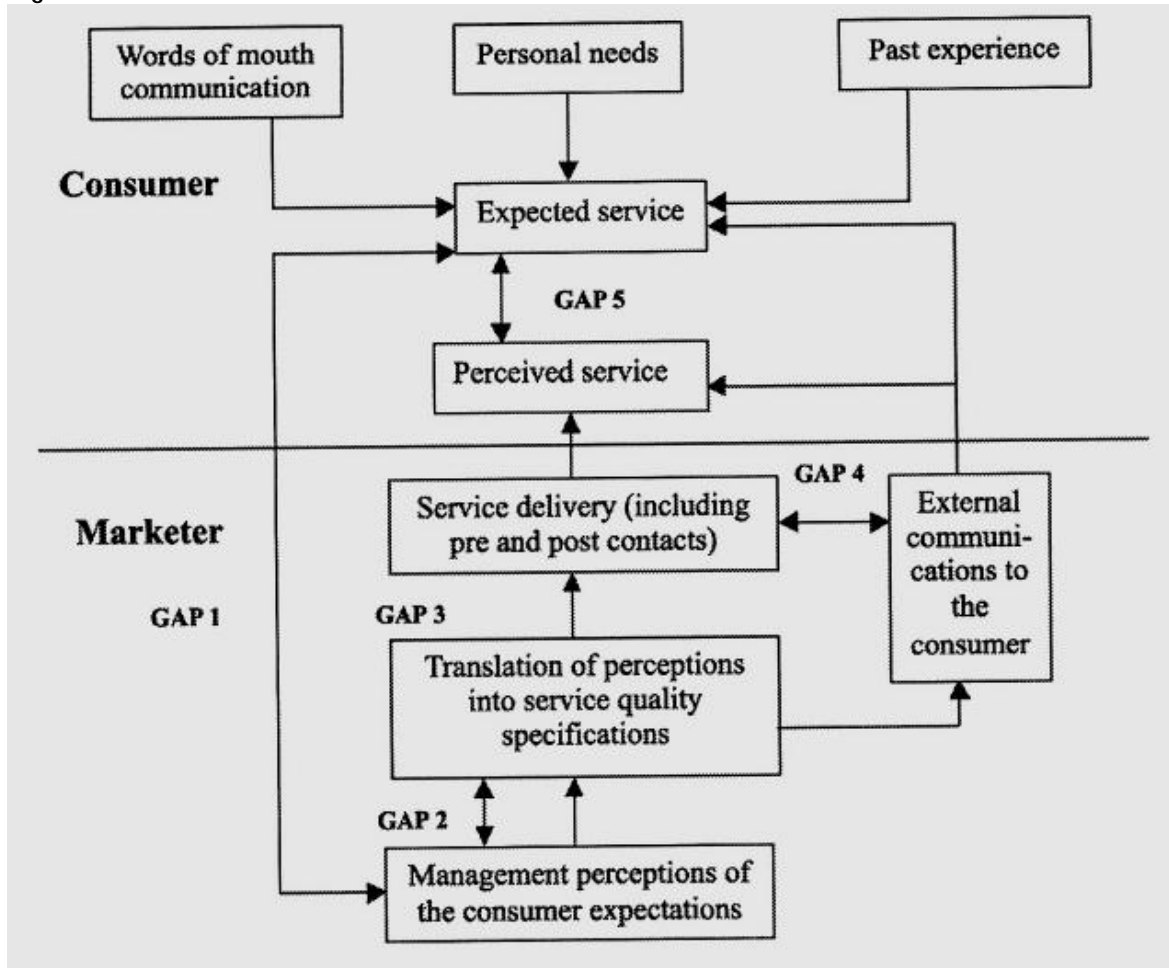 Words of mouth
communication
Personal needs
Past experience
Consumer
Expected service
GAP 5
Perceived service
GAP 4
Service delivery (including
pre and post contacts)
External
communi-
cations to
the
consumer
Marketer
GAP 1
GAP 3
Translation of perceptions
into service quality
specifications
GAP 2
Management perceptions of
the consumer expectations